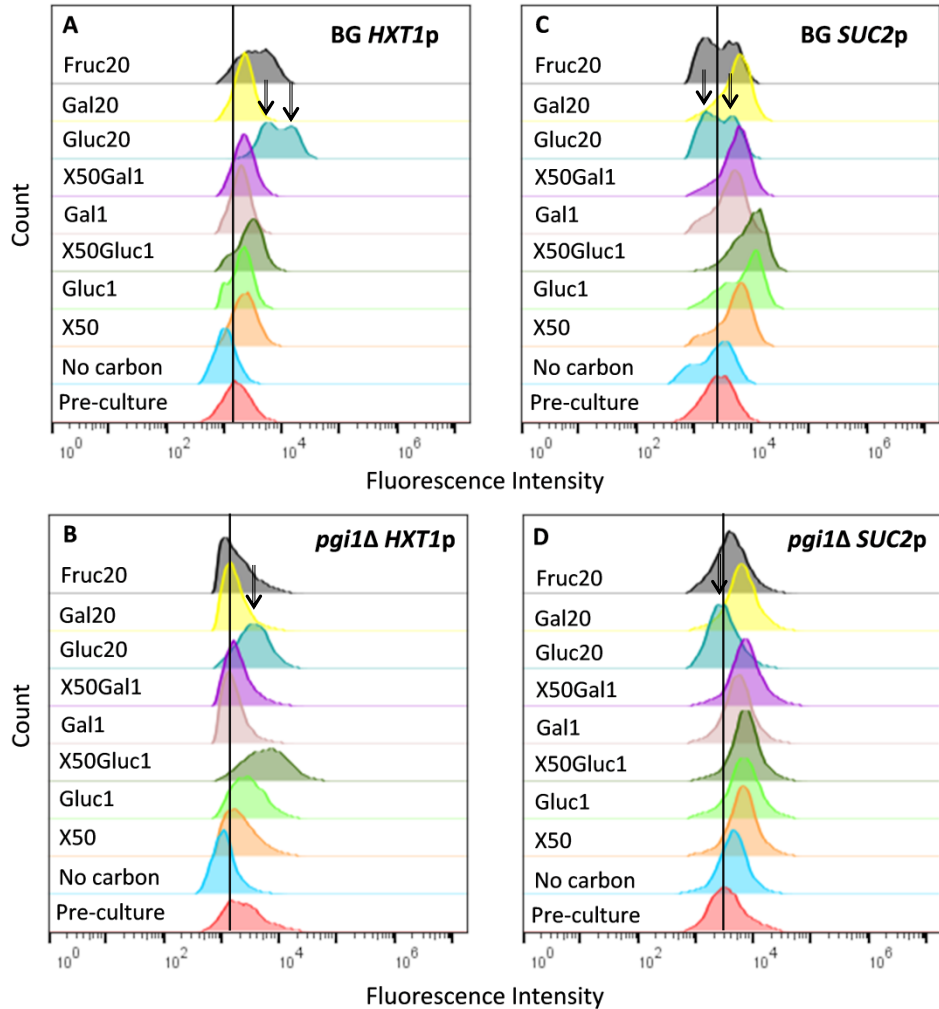 A
BG HXT1p
Fruc20
Gal20
Gluc20
X50Gal1
Gal1
X50Gluc1
Gluc1
X50
No carbon
Pre-culture
Count
10^0 10^2 10^4 10^6
C
BG SUC2p
Fruc20
Gal20
Gluc20
X50Gal1
Gal1
X50Gluc1
Gluc1
X50
No carbon
Pre-culture
10^0 10^2 10^4 10^6
Fluorescence Intensity
B
pgi1Δ HXT1p
Fruc20
Gal20
Gluc20
X50Gal1
Gal1
X50Gluc1
Gluc1
X50
No carbon
Pre-culture
Count
10^0 10^2 10^4 10^6
D
pgi1Δ SUC2p
Fruc20
Gal20
Gluc20
X50Gal1
Gal1
X50Gluc1
Gluc1
X50
No carbon
Pre-culture
10^0 10^2 10^4 10^6
Fluorescence Intensity